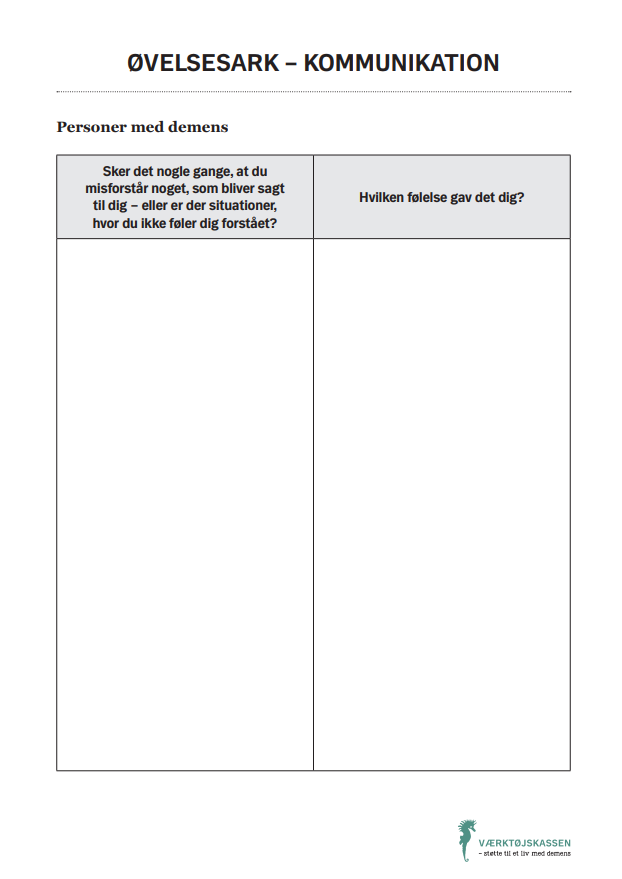 ØVELSESARK – KOMMUNIKATION
Personer med demens
Sker det nogle gange, at du
misforstår noget, som bliver sagt
til dig – eller er der situationer,
hvor du ikke føler dig forstået?
Hvilken følelse gav det dig?
VÆRKTØJSKASSEN
– støtte til et liv med demens